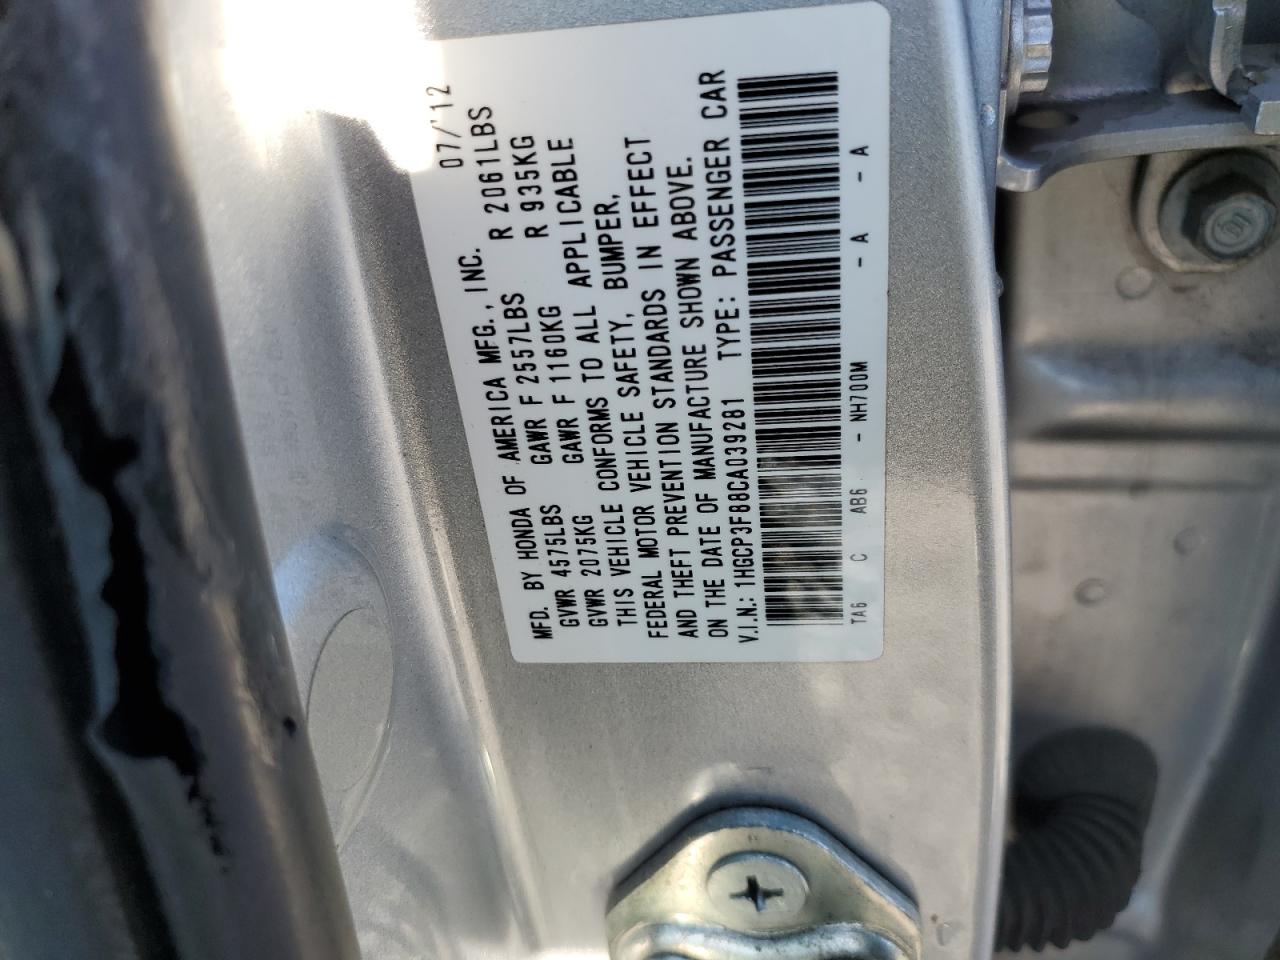 MFD. BY HONDA OF AMERICA MFG., INC. 07/'12
GVWR 4575LBS GAWR F 2557LBS R 2061LBS
GVWR 2075KG GAWR F 1160KG R 935KG
THIS VEHICLE CONFORMS TO ALL APPLICABLE
FEDERAL MOTOR VEHICLE SAFETY, BUMPER,
AND THEFT PREVENTION STANDARDS IN EFFECT
ON THE DATE OF MANUFACTURE SHOWN ABOVE.
V.I.N.: 1HGCP3F88CA039281 TYPE: PASSENGER CAR
TA6 C AB6 - NH700M - A - A